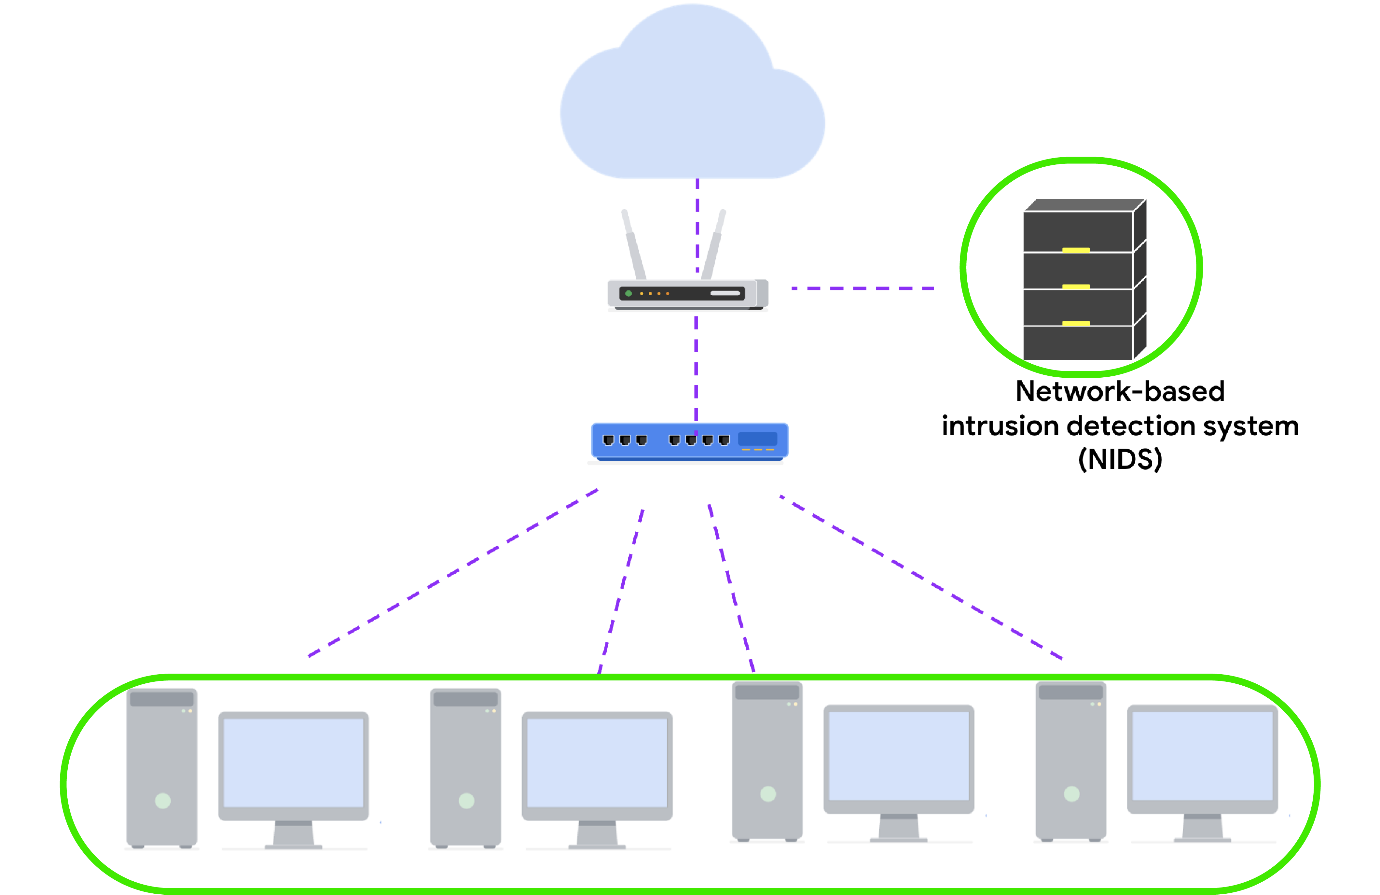 Network-based
intrusion detection system
(NIDS)